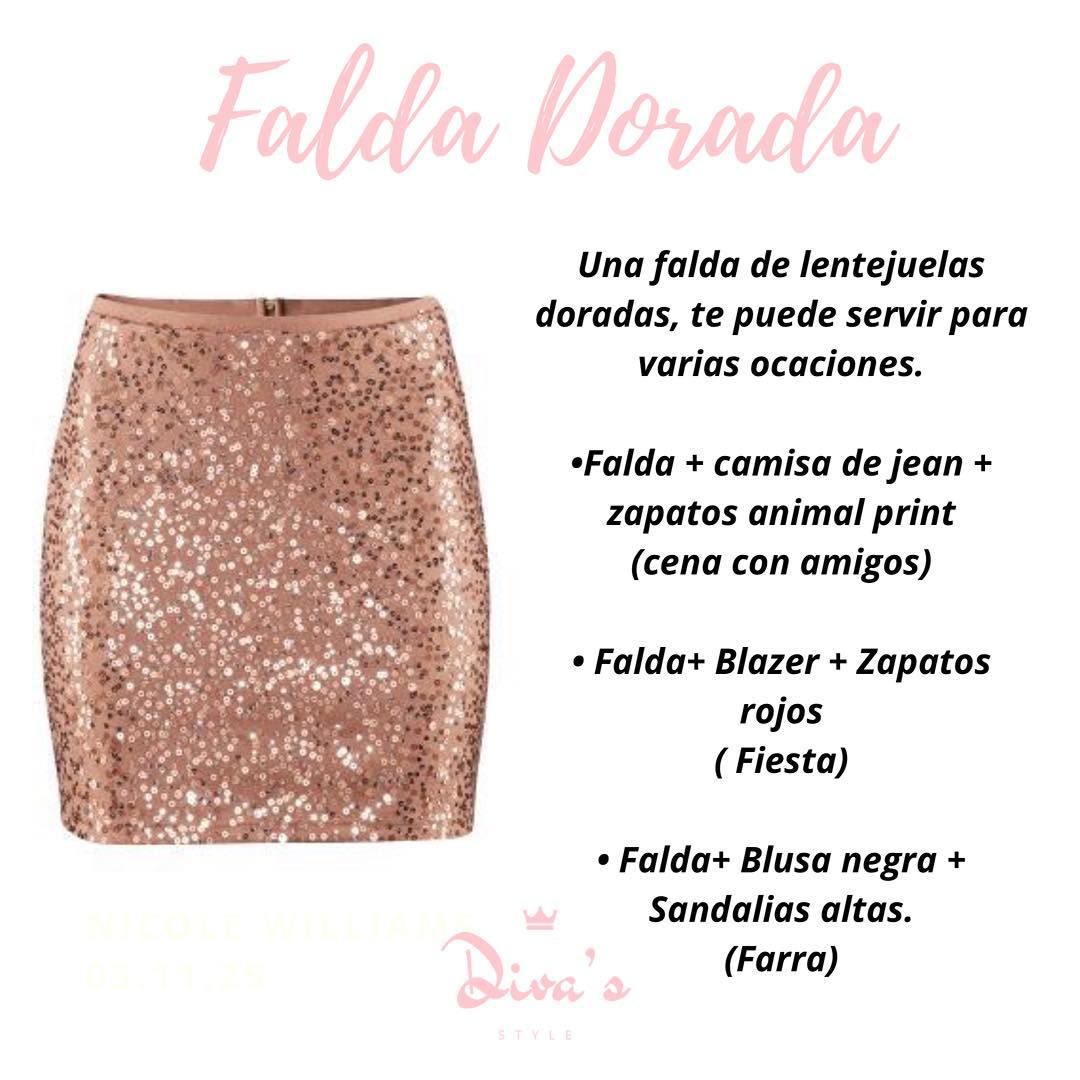 Falda Dorada
Una falda de lentejuelas
doradas, te puede servir para
varias ocaciones.
•Falda + camisa de jean +
zapatos animal print
(cena con amigos)
• Falda+ Blazer + Zapatos
rojos
( Fiesta)
• Falda+ Blusa negra +
Sandalias altas.
(Farra)
NICOLE WILLIAMS
03.11.25
Diva's
STYLE